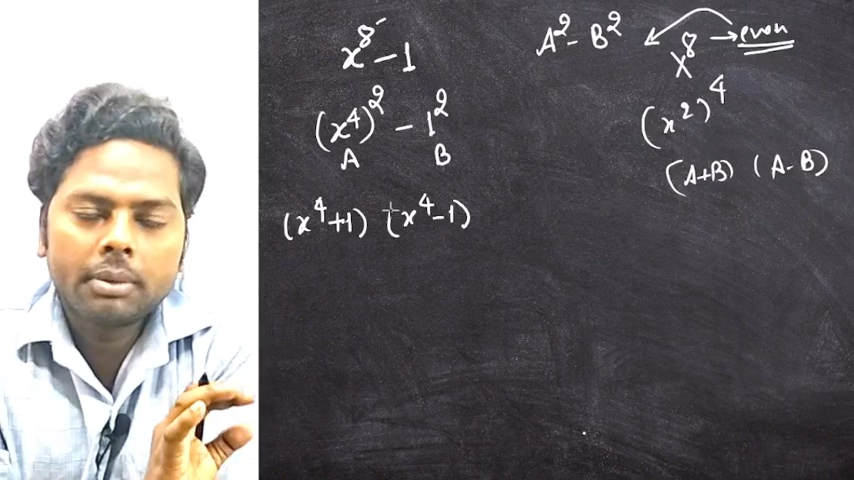 x⁸ - 1
(x⁴)² - 1²
A B
(x⁴+1) (x⁴-1)
A² - B²
x⁸ → even
(x²)⁴
(A+B) (A-B)